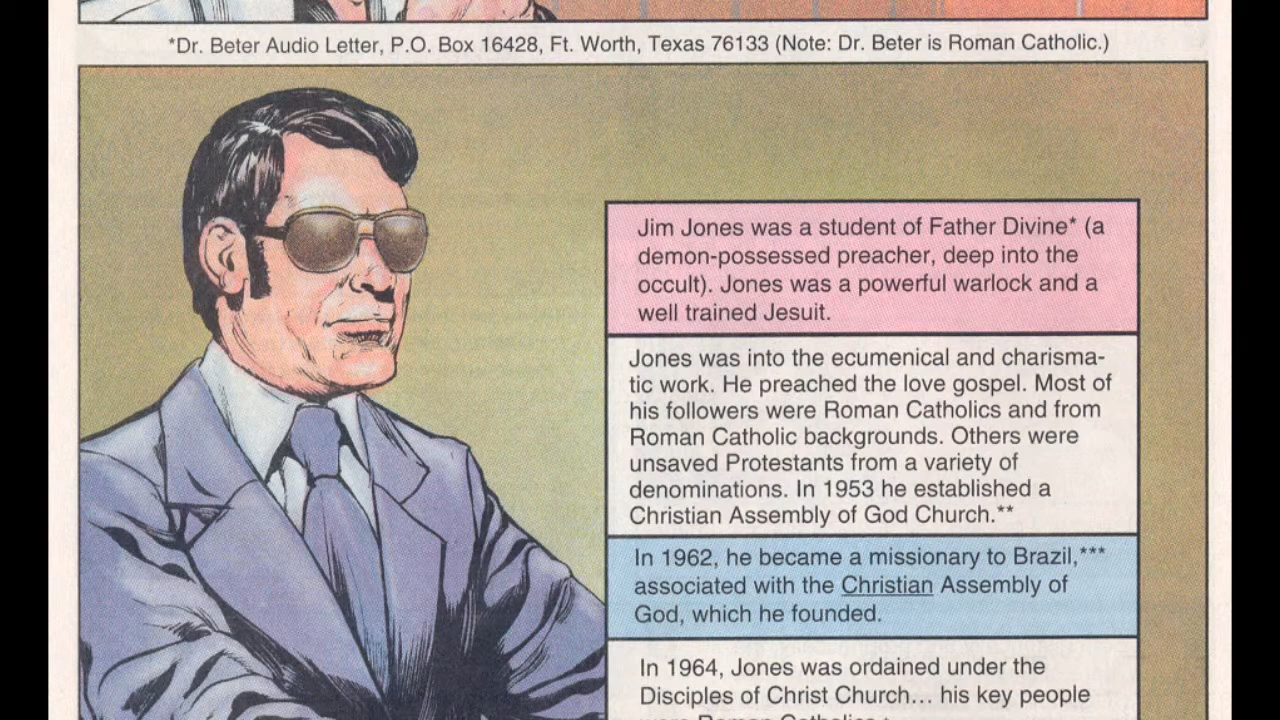 *Dr. Beter Audio Letter, P.O. Box 16428, Ft. Worth, Texas 76133 (Note: Dr. Beter is Roman Catholic.)
Jim Jones was a student of Father Divine* (a
demon-possessed preacher, deep into the
occult). Jones was a powerful warlock and a
well trained Jesuit.
Jones was into the ecumenical and charisma-
tic work. He preached the love gospel. Most of
his followers were Roman Catholics and from
Roman Catholic backgrounds. Others were
unsaved Protestants from a variety of
denominations. In 1953 he established a
Christian Assembly of God Church.**
In 1962, he became a missionary to Brazil,***
associated with the Christian Assembly of
God, which he founded.
In 1964, Jones was ordained under the
Disciples of Christ Church... his key people
were Roman Catholics.